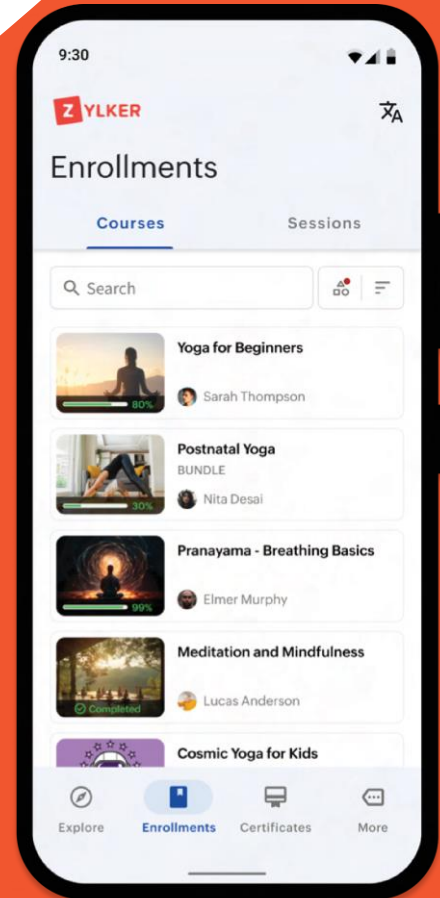 9:30
ZYLKER
Enrollments
Courses Sessions
Search
Yoga for Beginners
80%
Sarah Thompson
Postnatal Yoga
BUNDLE
30%
Nita Desai
Pranayama - Breathing Basics
99%
Elmer Murphy
Meditation and Mindfulness
Completed
Lucas Anderson
Cosmic Yoga for Kids
Explore Enrollments Certificates More